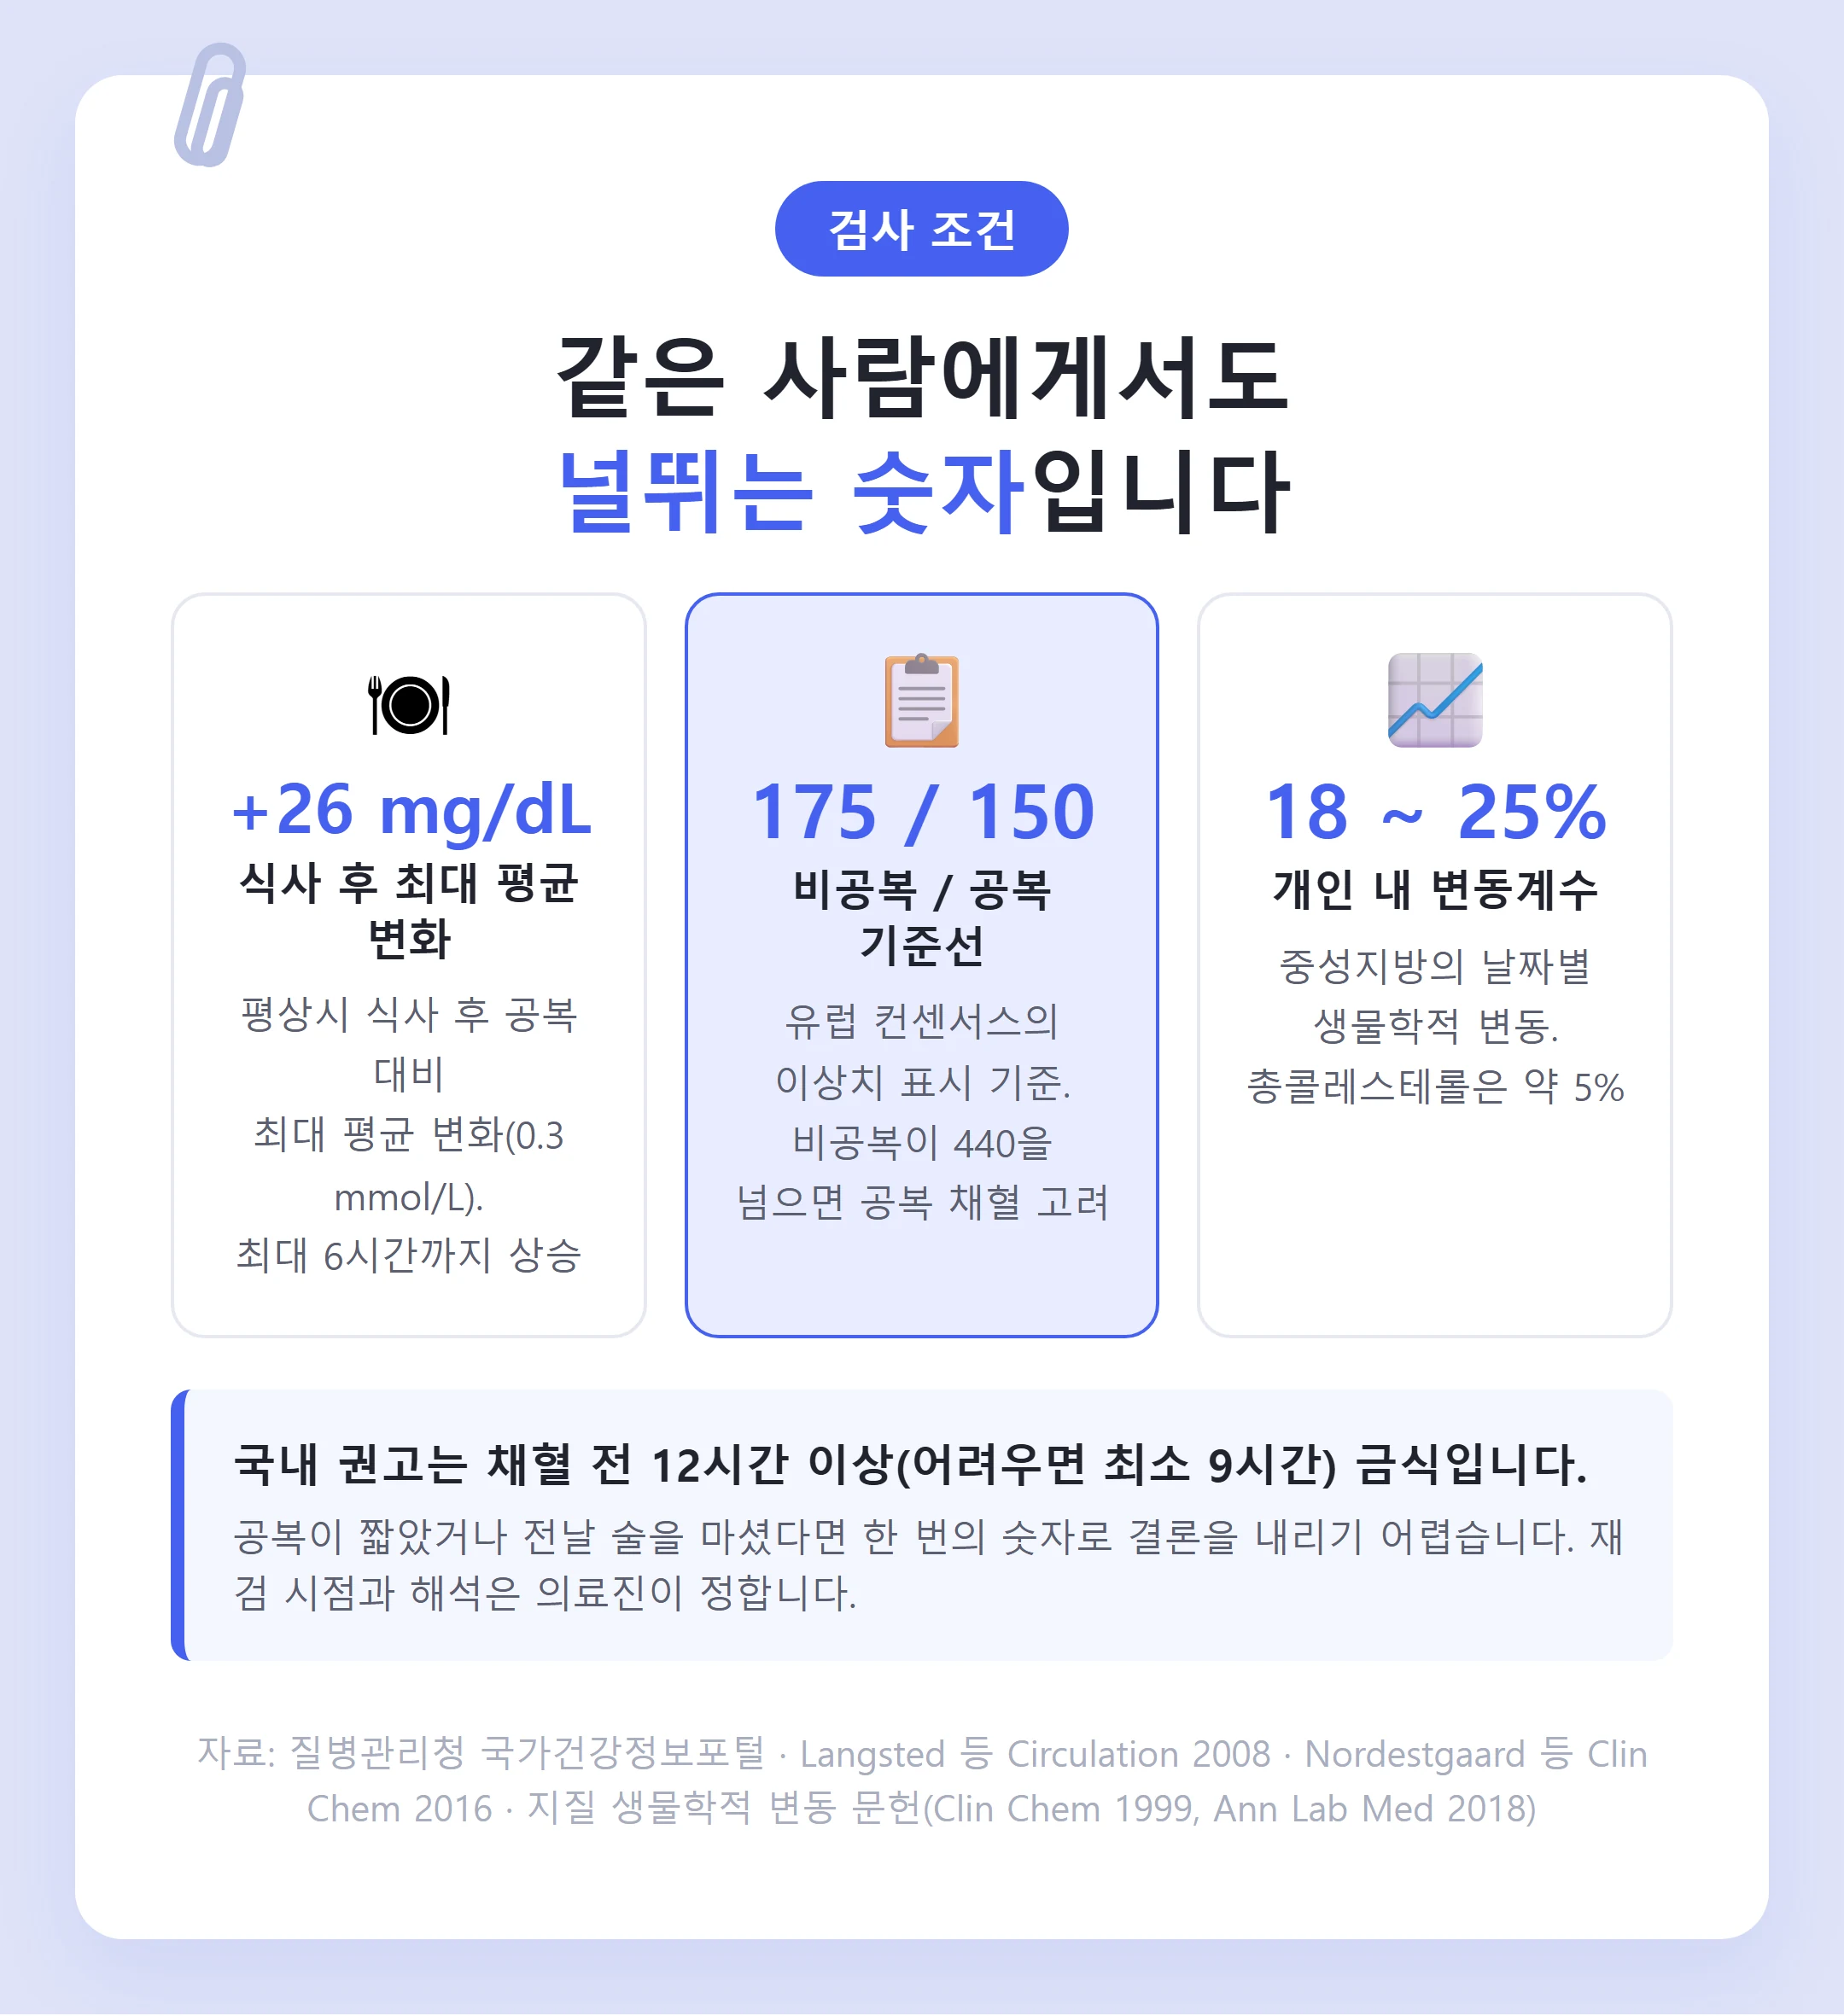 검사 조건
같은 사람에게서도
널뛰는 숫자입니다
+26 mg/dL
식사 후 최대 평균
변화
평상시 식사 후 공복
대비
최대 평균 변화(0.3
mmol/L).
최대 6시간까지 상승
175 / 150
비공복 / 공복
기준선
유럽 컨센서스의
이상치 표시 기준.
비공복이 440을
넘으면 공복 채혈 고려
18 ~ 25%
개인 내 변동계수
중성지방의 날짜별
생물학적 변동.
총콜레스테롤은 약 5%
국내 권고는 채혈 전 12시간 이상(어려우면 최소 9시간) 금식입니다.
공복이 짧았거나 전날 술을 마셨다면 한 번의 숫자로 결론을 내리기 어렵습니다. 재
검 시점과 해석은 의료진이 정합니다.
자료: 질병관리청 국가건강정보포털 · Langsted 등 Circulation 2008 · Nordestgaard 등 Clin
Chem 2016 · 지질 생물학적 변동 문헌(Clin Chem 1999, Ann Lab Med 2018)